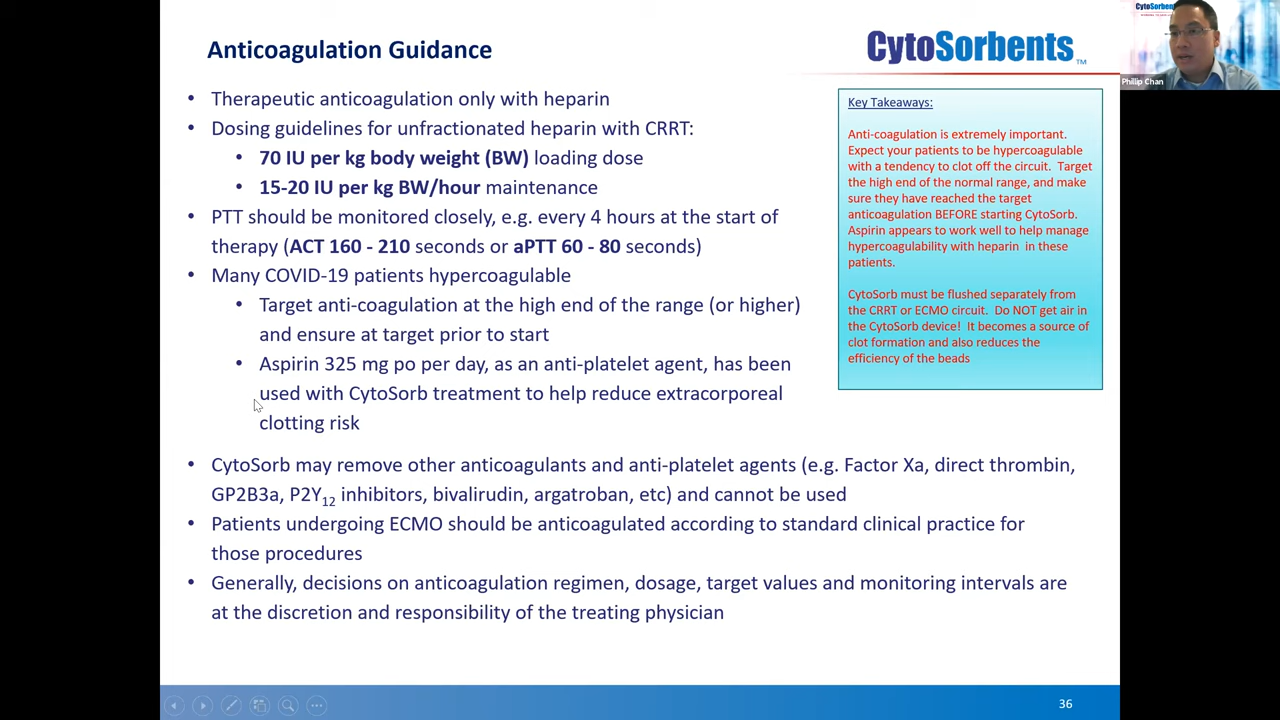 Anticoagulation Guidance
CytoSorbents™
• Therapeutic anticoagulation only with heparin
• Dosing guidelines for unfractionated heparin with CRRT:
• 70 IU per kg body weight (BW) loading dose
• 15-20 IU per kg BW/hour maintenance
• PTT should be monitored closely, e.g. every 4 hours at the start of
therapy (ACT 160 - 210 seconds or aPTT 60 - 80 seconds)
• Many COVID-19 patients hypercoagulable
• Target anti-coagulation at the high end of the range (or higher)
and ensure at target prior to start
• Aspirin 325 mg po per day, as an anti-platelet agent, has been
used with CytoSorb treatment to help reduce extracorporeal
clotting risk
• CytoSorb may remove other anticoagulants and anti-platelet agents (e.g. Factor Xa, direct thrombin,
GP2B3a, P2Y12 inhibitors, bivalirudin, argatroban, etc) and cannot be used
• Patients undergoing ECMO should be anticoagulated according to standard clinical practice for
those procedures
• Generally, decisions on anticoagulation regimen, dosage, target values and monitoring intervals are
at the discretion and responsibility of the treating physician
Key Takeaways:
Anti-coagulation is extremely important.
Expect your patients to be hypercoagulable
with a tendency to clot off the circuit. Target
the high end of the normal range, and make
sure they have reached the target
anticoagulation BEFORE starting CytoSorb.
Aspirin appears to work well to help manage
hypercoagulability with heparin in these
patients.
CytoSorb must be flushed separately from
the CRRT or ECMO circuit. Do NOT get air in
the CytoSorb device! It becomes a source of
clot formation and also reduces the
efficiency of the beads
36
Phillip Chan